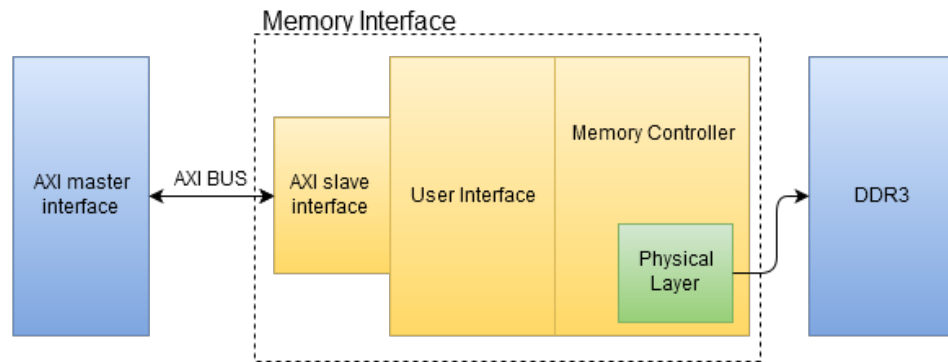 Memory Interface
AXI master
interface
AXI BUS
AXI slave
interface
User Interface
Memory Controller
Physical
Layer
DDR3